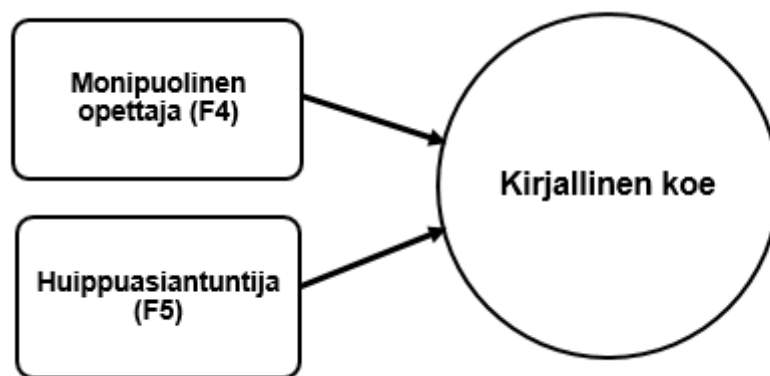 Monipuolinen
opettaja (F4)
Huippuasiantuntija
(F5)
Kirjallinen koe